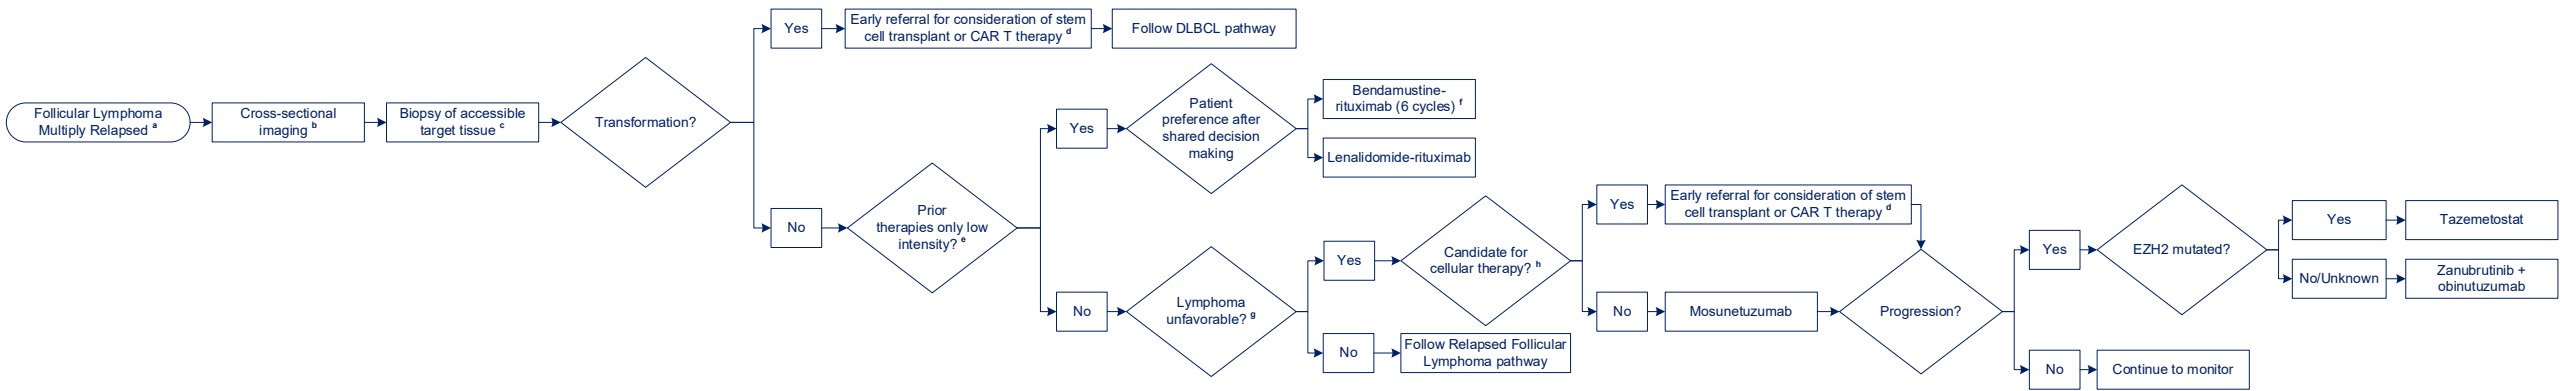 Follicular Lymphoma
Multiply Relapsed a
Cross-sectional
imaging b
Biopsy of accessible
target tissue c
Transformation?
Yes
Early referral for consideration of stem
cell transplant or CAR T therapy d
Follow DLBCL pathway
No
Prior
therapies only low
intensity? e
Yes
Patient
preference after
shared decision
making
Bendamustine-
rituximab (6 cycles) f
Lenalidomide-rituximab
No
Lymphoma
unfavorable? g
Yes
Candidate for
cellular therapy? h
Yes
Early referral for consideration of stem
cell transplant or CAR T therapy d
No
Mosunetuzumab
No
Follow Relapsed Follicular
Lymphoma pathway
Progression?
Yes
EZH2 mutated?
Yes
Tazemetostat
No/Unknown
Zanubrutinib +
obinutuzumab
No
Continue to monitor